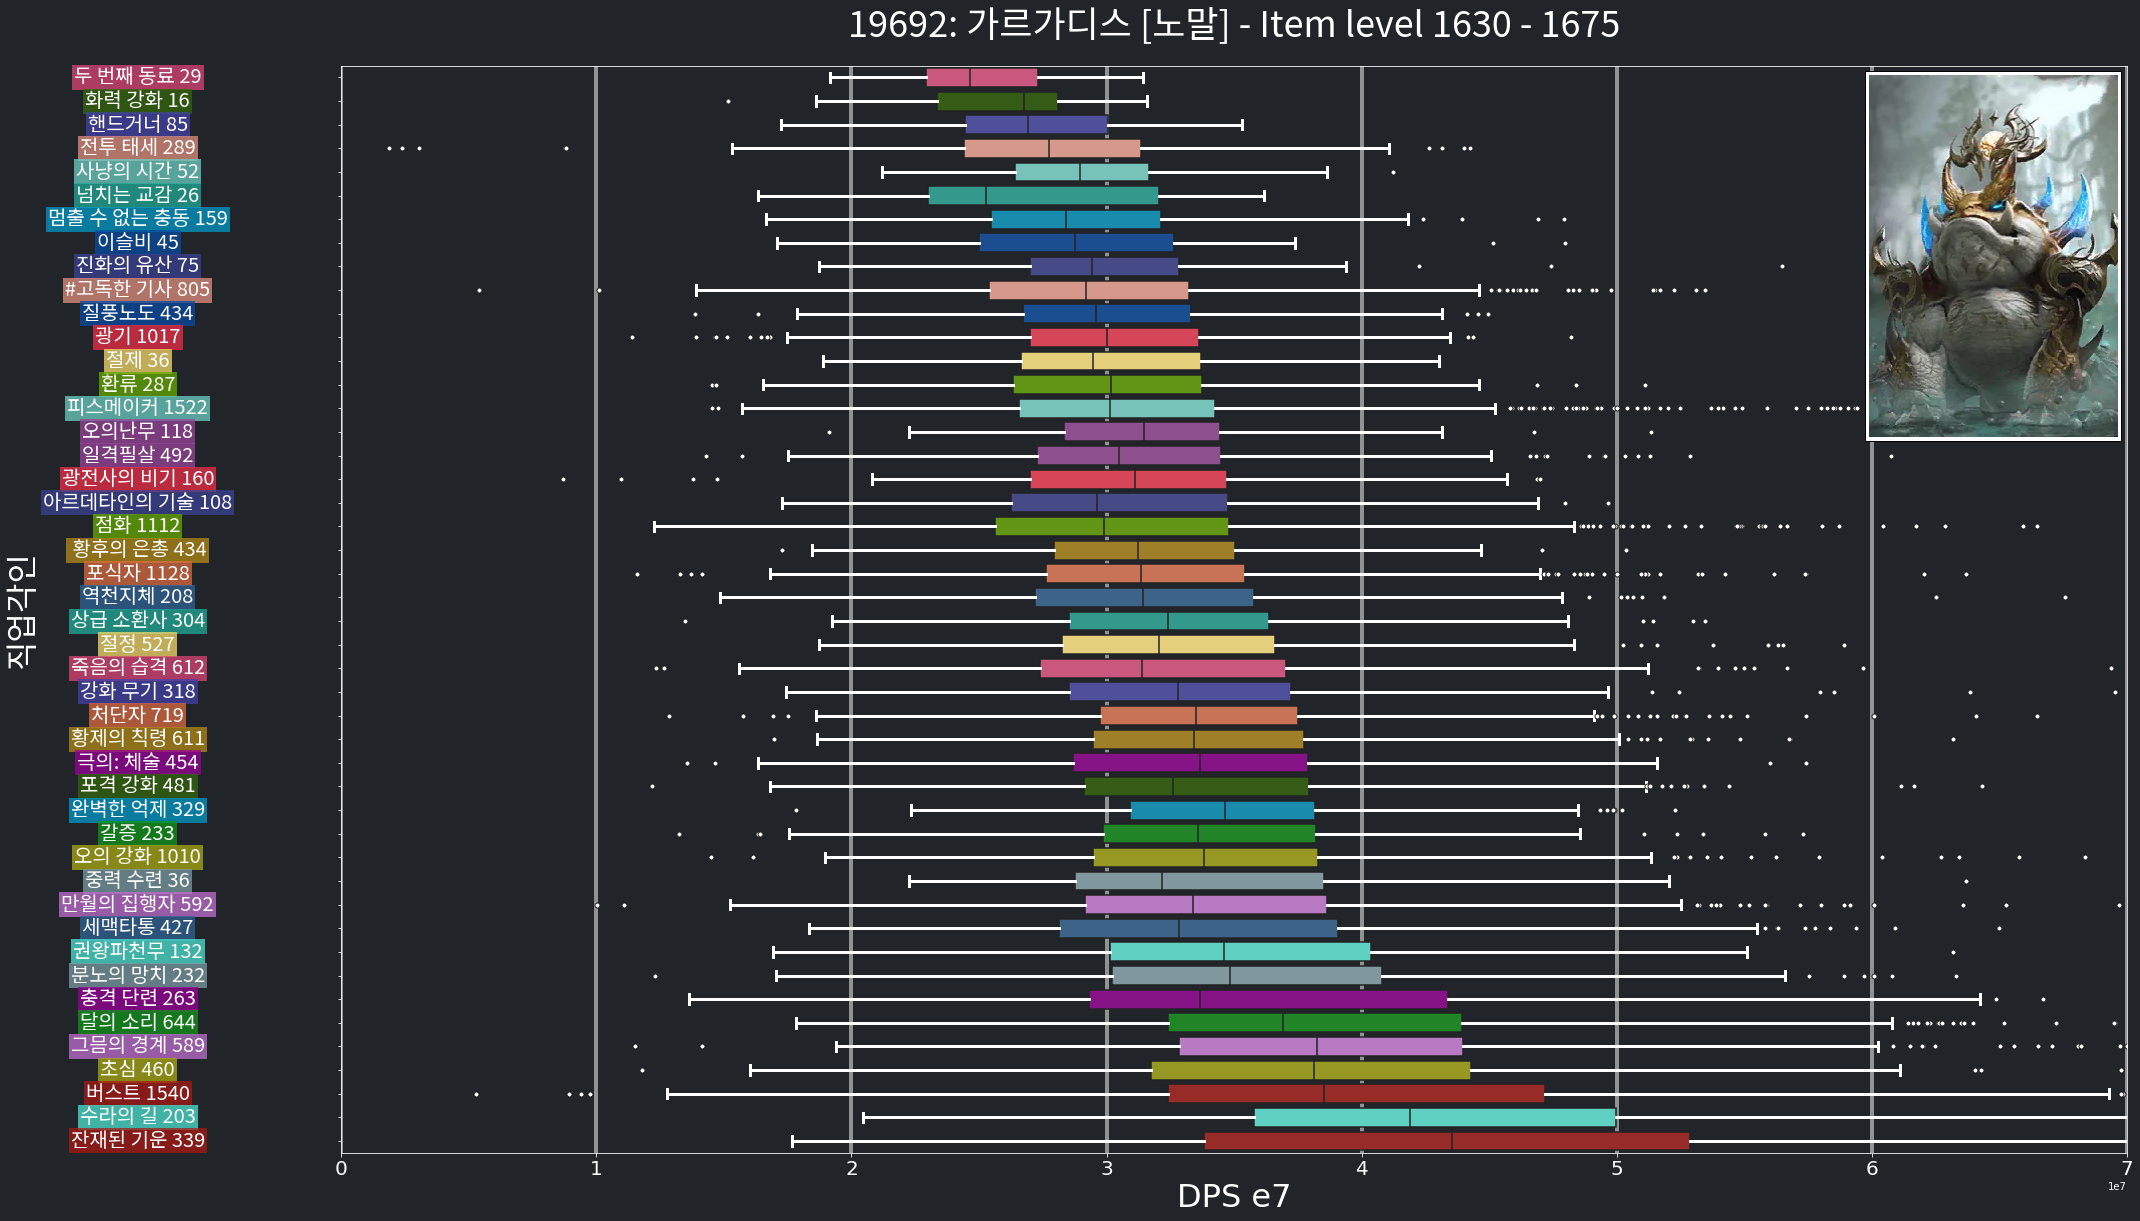 19692: 가르가디스 [노말] - Item level 1630 - 1675
두 번째 동료 29
화력 강화 16
핸드거너 85
전투 태세 289
사냥의 시간 52
넘치는 교감 26
멈출 수 없는 충동 159
이슬비 45
진화의 유산 75
#고독한 기사 805
질풍노도 434
광기 1017
절제 36
환류 287
피스메이커 1522
오의난무 118
일격필살 492
광전사의 비기 160
아르데타인의 기술 108
점화 1112
황후의 은총 434
포식자 1128
역천지체 208
상급 소환사 304
절정 527
죽음의 습격 612
강화 무기 318
처단자 719
황제의 칙령 611
극의: 체술 454
포격 강화 481
완벽한 억제 329
갈증 233
오의 강화 1010
중력 수련 36
만월의 집행자 592
세맥타통 427
권왕파천무 132
분노의 망치 232
충격 단련 263
달의 소리 644
그믐의 경계 589
초심 460
버스트 1540
수라의 길 203
잔재된 기운 339
직업각인
0 1 2 3 4 5 6 7
1e7
DPS e7